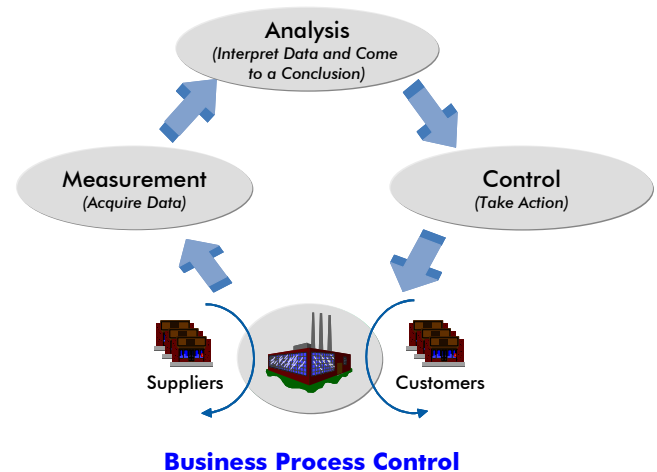 Analysis
(Interpret Data and Come
to a Conclusion)
Measurement
(Acquire Data)
Control
(Take Action)
Suppliers
Customers
Business Process Control